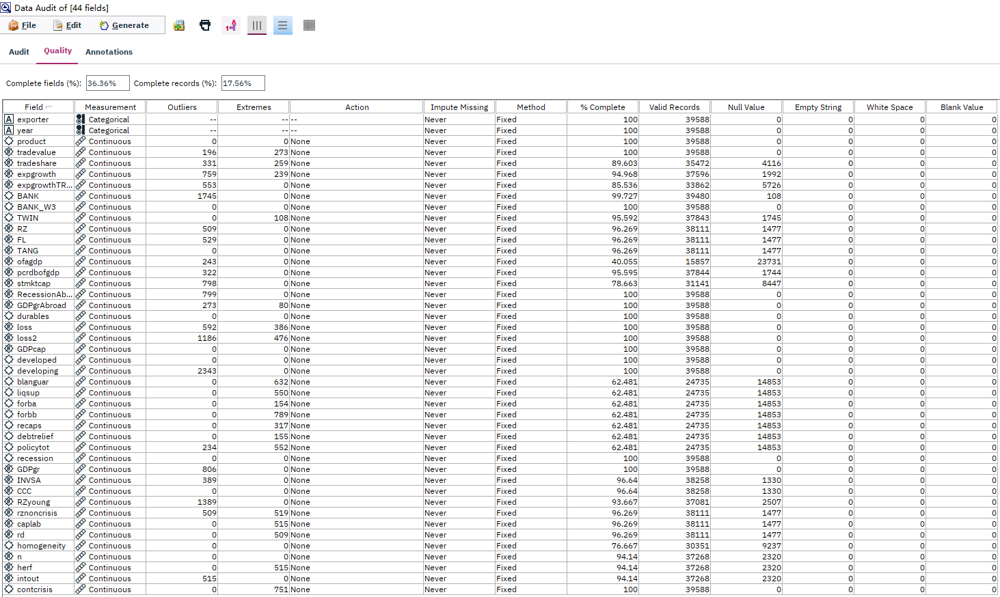 Data Audit of [44 fields]
File Edit Generate
Audit Quality Annotations
Complete fields (%): 36.36% Complete records (%): 17.56%
Field Measurement Outliers Extremes Action Impute Missing Method % Complete Valid Records Null Value Empty String White Space Blank Value
exporter Categorical -- -- -- Never Fixed 100 39588 0 0 0 0
year Categorical -- -- -- Never Fixed 100 39588 0 0 0 0
product Continuous 0 0 None Never Fixed 100 39588 0 0 0 0
tradevalue Continuous 196 273 None Never Fixed 100 39588 0 0 0 0
tradeshare Continuous 331 259 None Never Fixed 89.603 35472 4116 0 0 0
expgrowth Continuous 759 239 None Never Fixed 94.968 37596 1992 0 0 0
expgrowthTR... Continuous 553 0 None Never Fixed 85.536 33862 5726 0 0 0
BANK Continuous 1745 0 None Never Fixed 99.727 39480 108 0 0 0
BANK_W3 Continuous 0 0 None Never Fixed 100 39588 0 0 0 0
TWIN Continuous 0 108 None Never Fixed 95.592 37843 1745 0 0 0
RZ Continuous 509 0 None Never Fixed 96.269 38111 1477 0 0 0
FL Continuous 529 0 None Never Fixed 96.269 38111 1477 0 0 0
TANG Continuous 0 0 None Never Fixed 96.269 38111 1477 0 0 0
ofagdp Continuous 243 0 None Never Fixed 40.055 15857 23731 0 0 0
pcrdbofgdp Continuous 322 0 None Never Fixed 95.595 37844 1744 0 0 0
stmktcap Continuous 798 0 None Never Fixed 78.663 31141 8447 0 0 0
RecessionAb... Continuous 799 0 None Never Fixed 100 39588 0 0 0 0
GDPgrAbroad Continuous 273 80 None Never Fixed 100 39588 0 0 0 0
durables Continuous 0 0 None Never Fixed 100 39588 0 0 0 0
loss Continuous 592 386 None Never Fixed 100 39588 0 0 0 0
loss2 Continuous 1186 476 None Never Fixed 100 39588 0 0 0 0
GDPcap Continuous 0 0 None Never Fixed 100 39588 0 0 0 0
developed Continuous 0 0 None Never Fixed 100 39588 0 0 0 0
developing Continuous 2343 0 None Never Fixed 100 39588 0 0 0 0
blanguar Continuous 0 632 None Never Fixed 62.481 24735 14853 0 0 0
liqsup Continuous 0 550 None Never Fixed 62.481 24735 14853 0 0 0
forba Continuous 0 154 None Never Fixed 62.481 24735 14853 0 0 0
forbb Continuous 0 789 None Never Fixed 62.481 24735 14853 0 0 0
recaps Continuous 0 317 None Never Fixed 62.481 24735 14853 0 0 0
debtrelief Continuous 0 155 None Never Fixed 62.481 24735 14853 0 0 0
policytot Continuous 234 552 None Never Fixed 62.481 24735 14853 0 0 0
recession Continuous 0 0 None Never Fixed 100 39588 0 0 0 0
GDPgr Continuous 806 0 None Never Fixed 100 39588 0 0 0 0
INVSA Continuous 389 0 None Never Fixed 96.64 38258 1330 0 0 0
CCC Continuous 0 0 None Never Fixed 96.64 38258 1330 0 0 0
RZyoung Continuous 1389 0 None Never Fixed 93.667 37081 2507 0 0 0
rznoncrisis Continuous 509 519 None Never Fixed 96.269 38111 1477 0 0 0
caplab Continuous 0 515 None Never Fixed 96.269 38111 1477 0 0 0
rd Continuous 0 509 None Never Fixed 96.269 38111 1477 0 0 0
homogeneity Continuous 0 0 None Never Fixed 76.667 30351 9237 0 0 0
n Continuous 0 0 None Never Fixed 94.14 37268 2320 0 0 0
herf Continuous 0 515 None Never Fixed 94.14 37268 2320 0 0 0
intout Continuous 515 0 None Never Fixed 94.14 37268 2320 0 0 0
contcrisis Continuous 0 751 None Never Fixed 100 39588 0 0 0 0